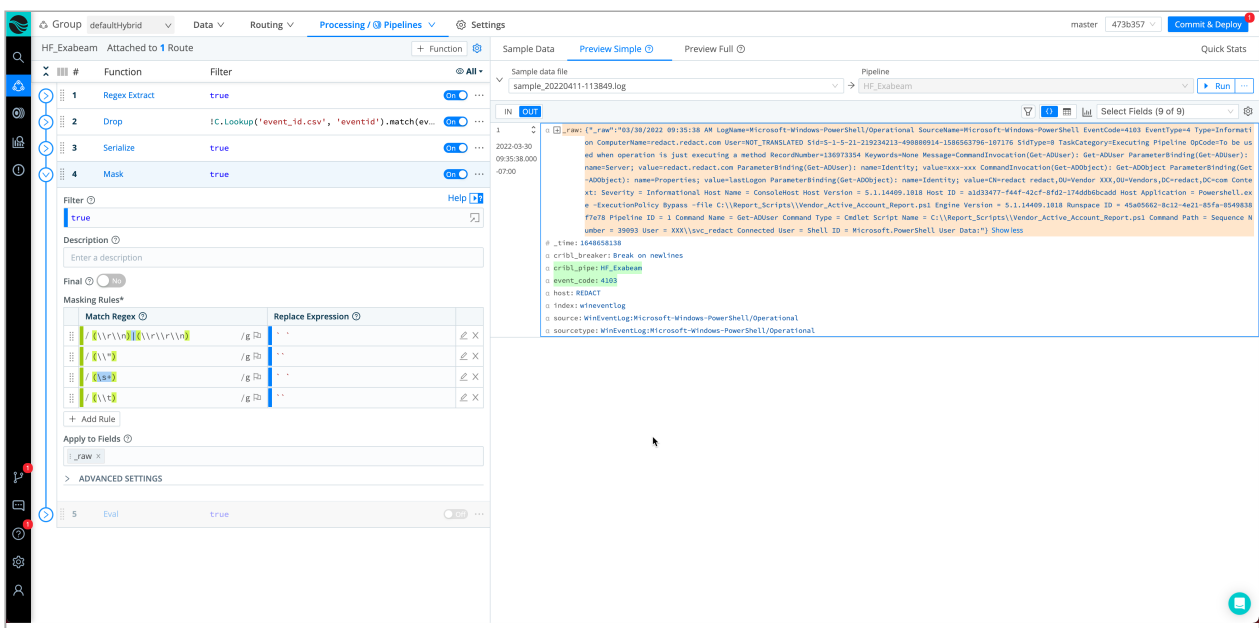 Group defaultHybrid Data Routing Processing / Pipelines Settings master 473b357 Commit & Deploy 1
HF_Exabeam Attached to 1 Route + Function
# Function Filter All
1 Regex Extract true On
2 Drop !C.Lookup('event_id.csv', 'eventid').match(ev... On
3 Serialize true On
4 Mask true On
Filter Help
true
Description
Enter a description
Final No
Masking Rules*
Match Regex Replace Expression
/ (\\r\\n)|(\\r\\r\\n) /g ` `
/ (\\") /g ``
/ (\s+) /g ` `
/ (\\t) /g ``
+ Add Rule
Apply to Fields
_raw ×
> ADVANCED SETTINGS
5 Eval true Off
1
1
Sample Data Preview Simple Preview Full Quick Stats
Sample data file Pipeline
sample_20220411-113849.log → HF_Exabeam Run ...
IN OUT {} Select Fields (9 of 9)
1
2022-03-30
09:35:38.000
-07:00
α _raw: {"_raw":"03/30/2022 09:35:38 AM LogName=Microsoft-Windows-PowerShell/Operational SourceName=Microsoft-Windows-PowerShell EventCode=4103 EventType=4 Type=Informati
on ComputerName=redact.redact.com User=NOT_TRANSLATED Sid=S-1-5-21-219234213-490800914-1586563796-107176 SidType=0 TaskCategory=Executing Pipeline OpCode=To be us
ed when operation is just executing a method RecordNumber=136973354 Keywords=None Message=CommandInvocation(Get-ADUser): Get-ADUser ParameterBinding(Get-ADUser):
name=Server; value=redact.redact.com ParameterBinding(Get-ADUser): name=Identity; value=xxx-xxx CommandInvocation(Get-ADObject): Get-ADObject ParameterBinding(Get
-ADObject): name=Properties; value=lastLogon ParameterBinding(Get-ADObject): name=Identity; value=CN=redact redact,OU=Vendor XXX,OU=Vendors,DC=redact,DC=com Conte
xt: Severity = Informational Host Name = ConsoleHost Host Version = 5.1.14409.1018 Host ID = a1d33477-f44f-42cf-8fd2-174ddb6bcadd Host Application = Powershell.ex
e -ExecutionPolicy Bypass -file C:\\Report_Scripts\\Vendor_Active_Account_Report.ps1 Engine Version = 5.1.14409.1018 Runspace ID = 45a05662-8c12-4e21-85fa-8549838
f7e78 Pipeline ID = 1 Command Name = Get-ADUser Command Type = Cmdlet Script Name = C:\\Report_Scripts\\Vendor_Active_Account_Report.ps1 Command Path = Sequence N
umber = 39093 User = XXX\\svc_redact Connected User = Shell ID = Microsoft.PowerShell User Data:"} Show less
# _time: 1648658138
α cribl_breaker: Break on newlines
α cribl_pipe: HF_Exabeam
α event_code: 4103
α host: REDACT
α index: wineventlog
α source: WinEventLog:Microsoft-Windows-PowerShell/Operational
α sourcetype: WinEventLog:Microsoft-Windows-PowerShell/Operational